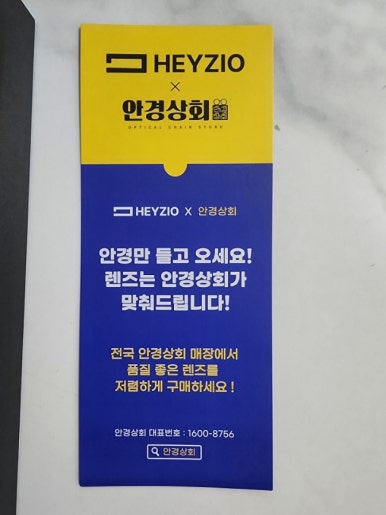 HEYZIO
×
안경상회
OPTICAL CHAIN STORE
HEYZIO X 안경상회
안경만 들고 오세요!
렌즈는 안경상회가
맞춰드립니다!
전국 안경상회 매장에서
품질 좋은 렌즈를
저렴하게 구매하세요 !
안경상회 대표번호 : 1600-8756
안경상회